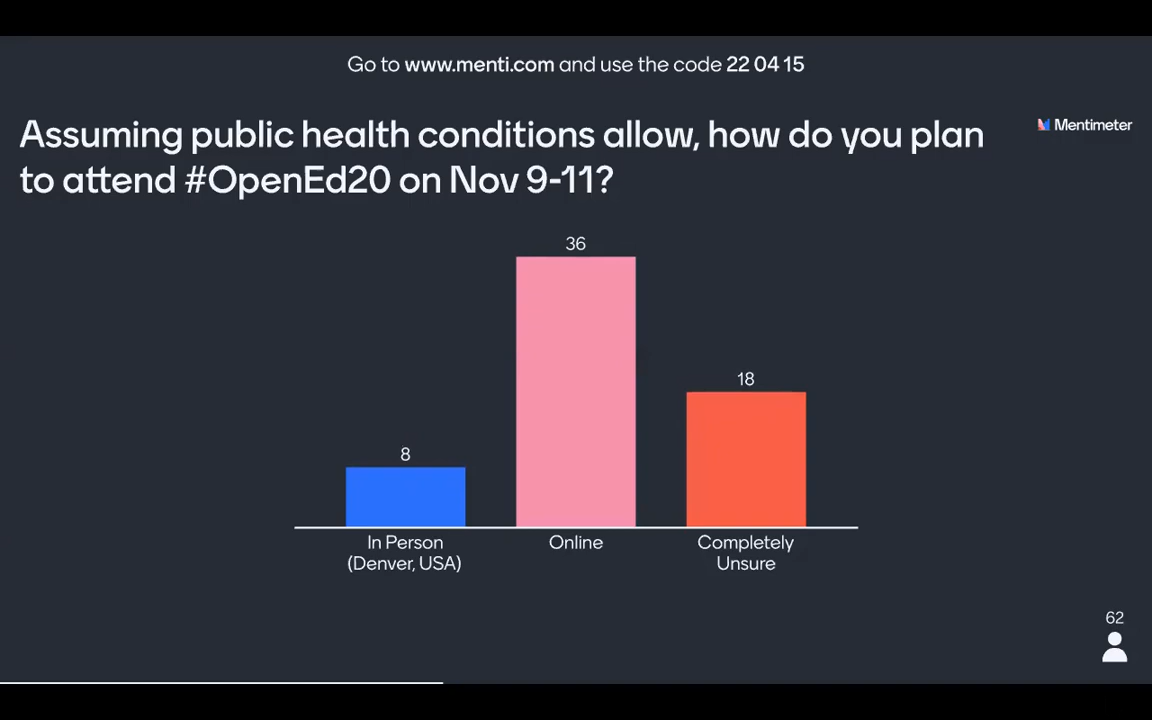 Go to www.menti.com and use the code 22 04 15
Assuming public health conditions allow, how do you plan
to attend #OpenEd20 on Nov 9-11?
Mentimeter
36
18
8
In Person
(Denver, USA)
Online
Completely
Unsure
62